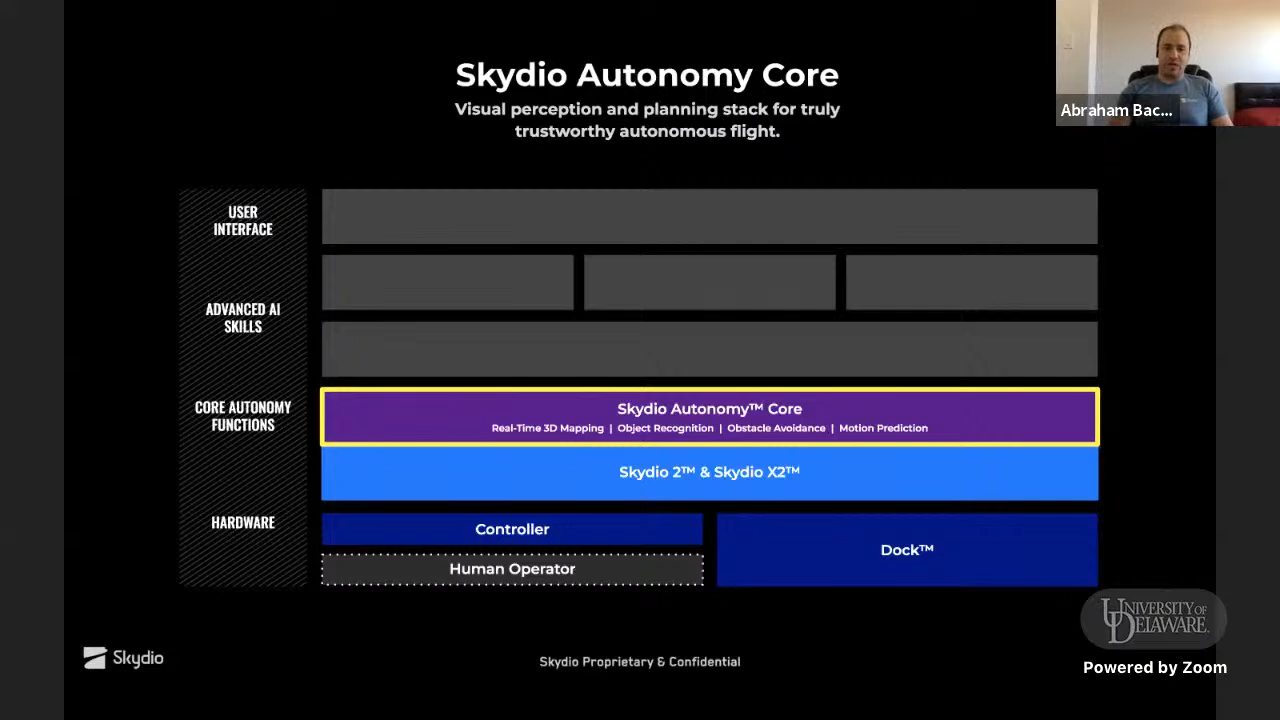 Skydio Autonomy Core
Visual perception and planning stack for truly
trustworthy autonomous flight.
Abraham Bac...
USER
INTERFACE
ADVANCED AI
SKILLS
CORE AUTONOMY
FUNCTIONS
Skydio Autonomy™ Core
Real-Time 3D Mapping | Object Recognition | Obstacle Avoidance | Motion Prediction
Skydio 2™ & Skydio X2™
HARDWARE
Controller
Human Operator
Dock™
Skydio
Skydio Proprietary & Confidential
UNIVERSITY OF
DELAWARE.
Powered by Zoom